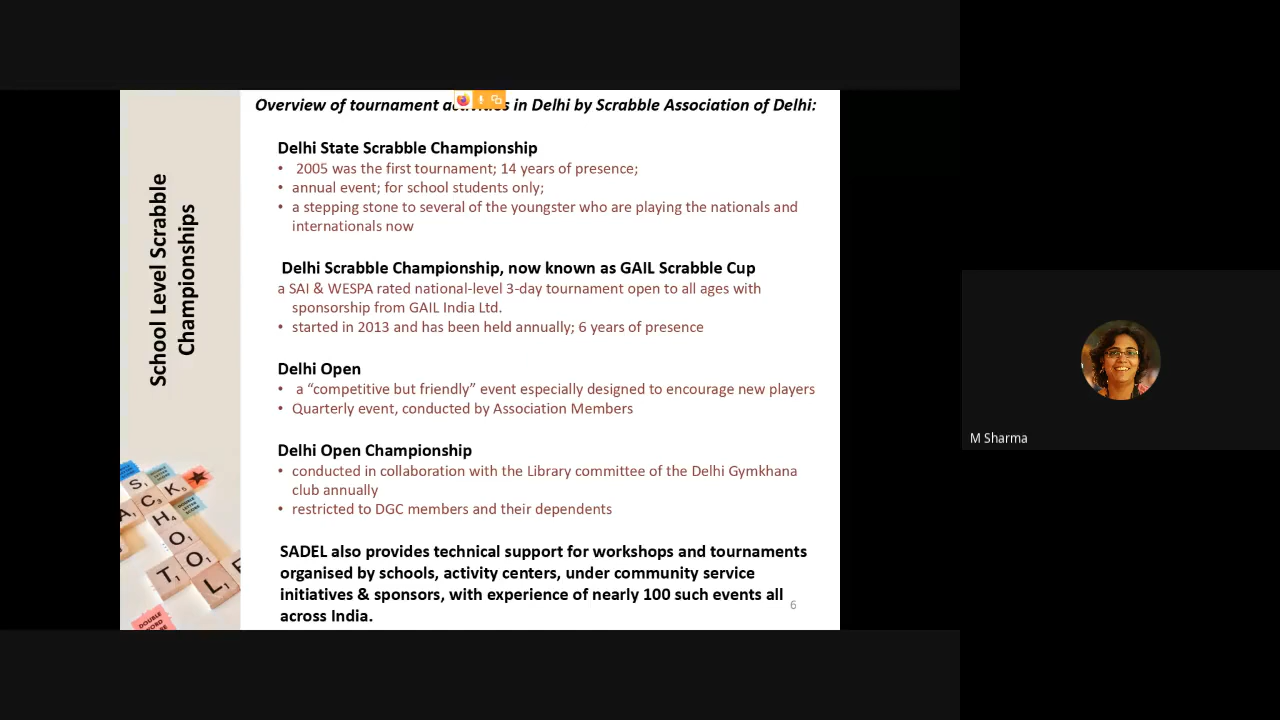 Overview of tournament activities in Delhi by Scrabble Association of Delhi:
School Level Scrabble
Championships
Delhi State Scrabble Championship
• 2005 was the first tournament; 14 years of presence;
• annual event; for school students only;
• a stepping stone to several of the youngster who are playing the nationals and
internationals now
Delhi Scrabble Championship, now known as GAIL Scrabble Cup
a SAI & WESPA rated national-level 3-day tournament open to all ages with
sponsorship from GAIL India Ltd.
• started in 2013 and has been held annually; 6 years of presence
Delhi Open
• a “competitive but friendly” event especially designed to encourage new players
• Quarterly event, conducted by Association Members
Delhi Open Championship
• conducted in collaboration with the Library committee of the Delhi Gymkhana
club annually
• restricted to DGC members and their dependents
SADEL also provides technical support for workshops and tournaments
organised by schools, activity centers, under community service
initiatives & sponsors, with experience of nearly 100 such events all
across India.
6
M Sharma
SCHOOL